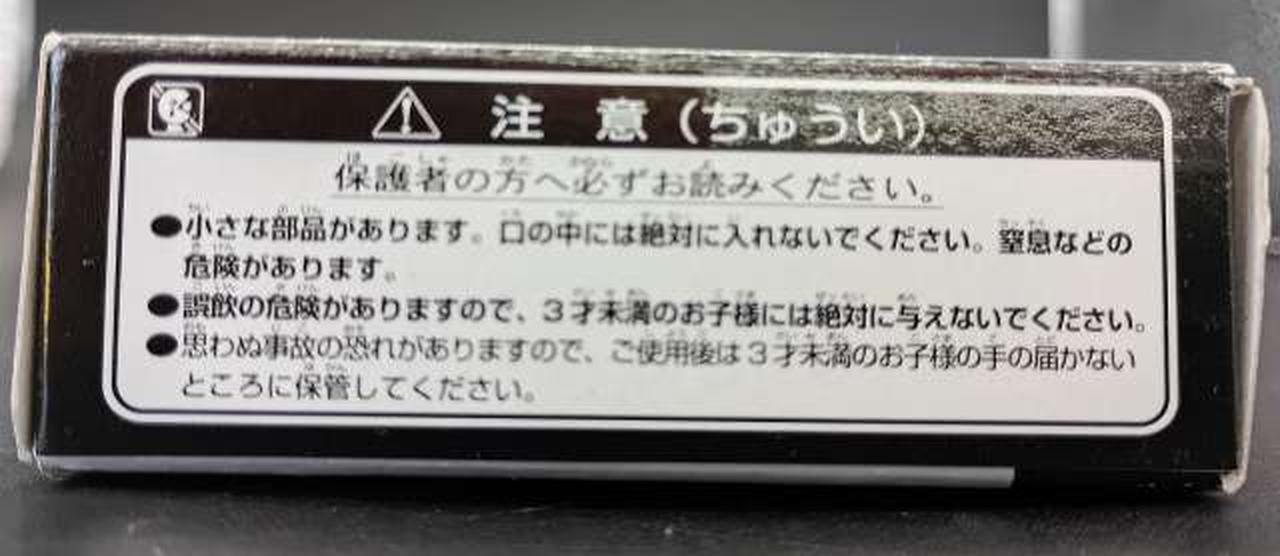 注 意（ちゅうい）
保護者の方へ必ずお読みください。
●小さな部品があります。口の中には絶対に入れないでください。窒息などの
危険があります。
●誤飲の危険がありますので、３才未満のお子様には絶対に与えないでください。
●思わぬ事故の恐れがありますので、ご使用後は３才未満のお子様の手の届かない
ところに保管してください。